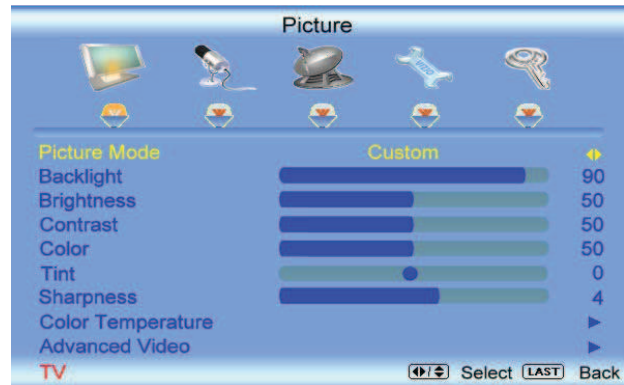 Picture
Picture Mode Custom
Backlight 90
Brightness 50
Contrast 50
Color 50
Tint 0
Sharpness 4
Color Temperature
Advanced Video
TV Select LAST Back